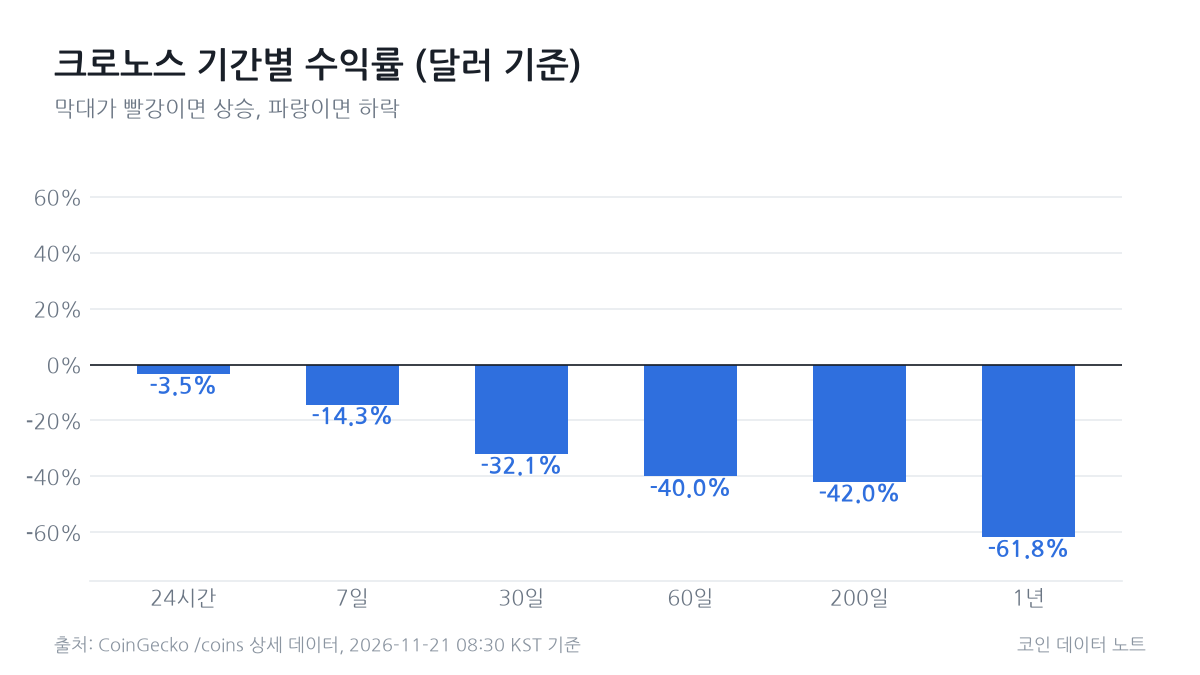 크로노스 기간별 수익률 (달러 기준)
막대가 빨강이면 상승, 파랑이면 하락
60%
40%
20%
0%
-20%
-40%
-60%
-3.5%
-14.3%
-32.1%
-40.0%
-42.0%
-61.8%
24시간
7일
30일
60일
200일
1년
출처: CoinGecko /coins 상세 데이터, 2026-11-21 08:30 KST 기준
코인 데이터 노트